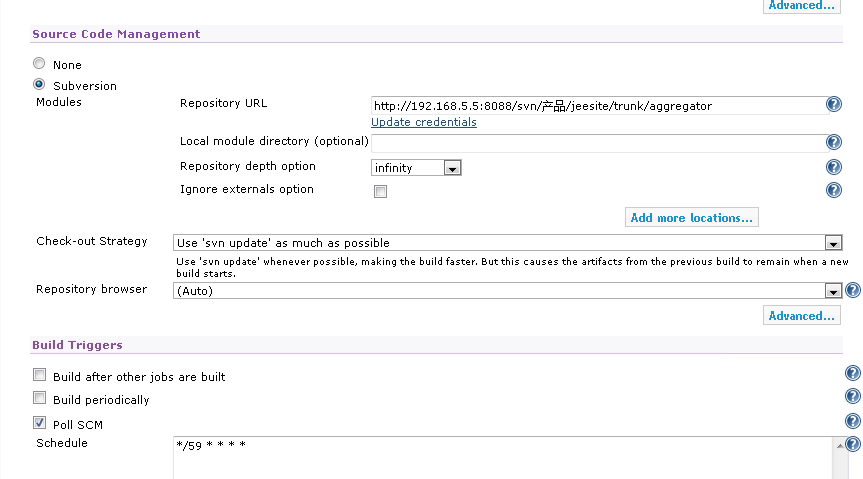 Advanced...
Source Code Management
None
Subversion
Modules
Repository URL
http://192.168.5.5:8088/svn/产品/jeesite/trunk/aggregator
Update credentials
Local module directory (optional)
Repository depth option
infinity
Ignore externals option
Add more locations...
Check-out Strategy
Use 'svn update' as much as possible
Use 'svn update' whenever possible, making the build faster. But this causes the artifacts from the previous build to remain when a new
build starts.
Repository browser
(Auto)
Advanced...
Build Triggers
Build after other jobs are built
Build periodically
Poll SCM
Schedule
*/59 * * * *